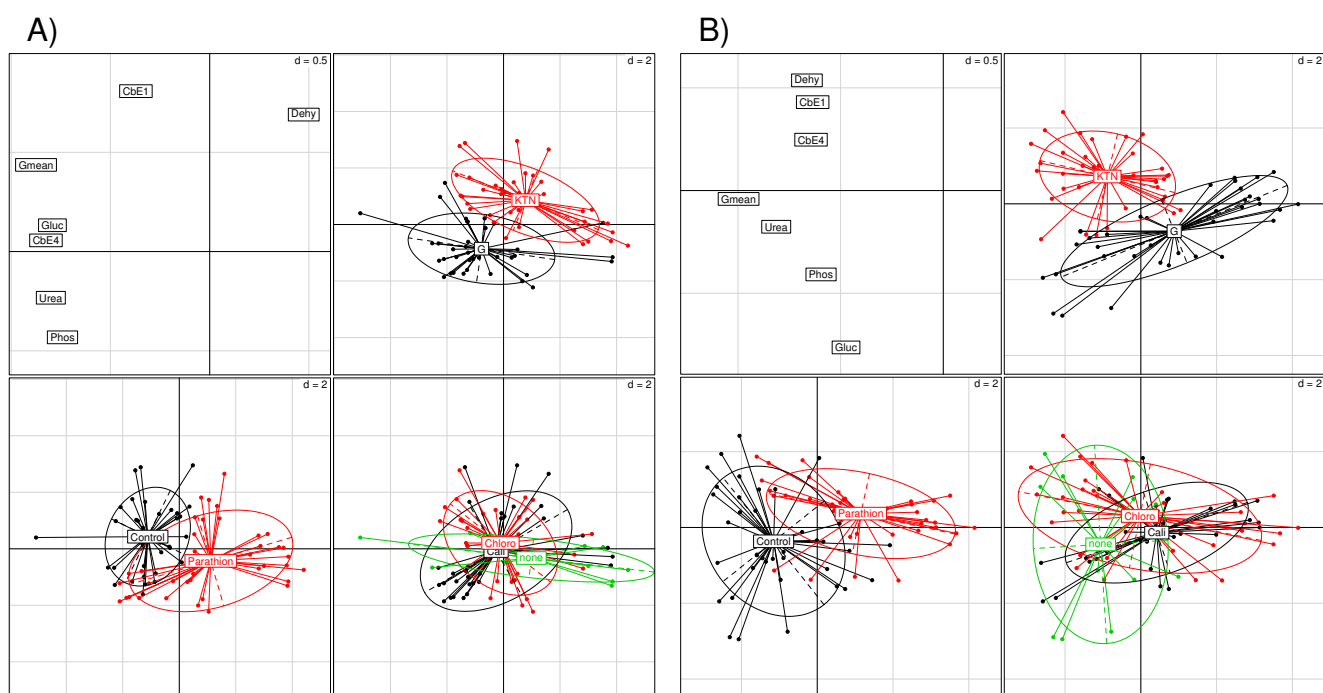 A)
d = 0.5
CbE1
Dehy
Gmean
Gluc
CbE4
Urea
Phos
d = 2
KTN
G
d = 2
Control
Parathion
d = 2
Chloro
Cali
none
B)
d = 0.5
Dehy
CbE1
CbE4
Gmean
Urea
Phos
Gluc
d = 2
KTN
G
d = 2
Parathion
Control
d = 2
Chloro
Cali
none